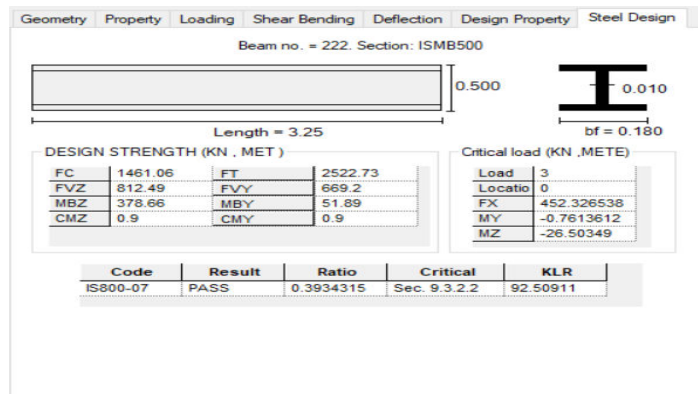 Geometry Property Loading Shear Bending Deflection Design Property Steel Design
Beam no. = 222. Section: ISMB500
0.500
0.010
Length = 3.25
bf = 0.180
DESIGN STRENGTH (KN , MET )
FC 1461.06 FT 2522.73
FVZ 812.49 FVY 669.2
MBZ 378.66 MBY 51.89
CMZ 0.9 CMY 0.9
Critical load (KN ,METE)
Load 3
Locatio 0
FX 452.326538
MY -0.7613612
MZ -26.50349
Code Result Ratio Critical KLR
IS800-07 PASS 0.3934315 Sec. 9.3.2.2 92.50911